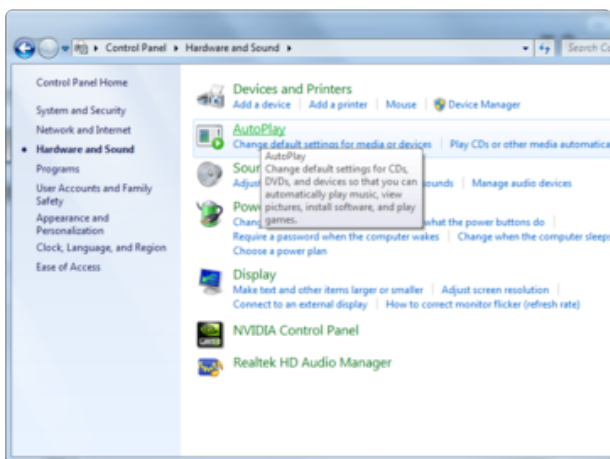 Control Panel ▸ Hardware and Sound ▸
Search Co
Control Panel Home
System and Security
Network and Internet
Hardware and Sound
Programs
User Accounts and Family
Safety
Appearance and
Personalization
Clock, Language, and Region
Ease of Access
Devices and Printers
Add a device | Add a printer | Mouse | Device Manager
AutoPlay
Change default settings for media or devices | Play CDs or other media automatica
AutoPlay
Change default settings for CDs,
DVDs, and devices so that you can
automatically play music, view
pictures, install software, and play
games.
Soun
Adjus
ounds | Manage audio devices
Powe
Chang
what the power buttons do
Require a password when the computer wakes | Change when the computer sleeps
Choose a power plan
Display
Make text and other items larger or smaller | Adjust screen resolution
Connect to an external display | How to correct monitor flicker (refresh rate)
NVIDIA Control Panel
Realtek HD Audio Manager